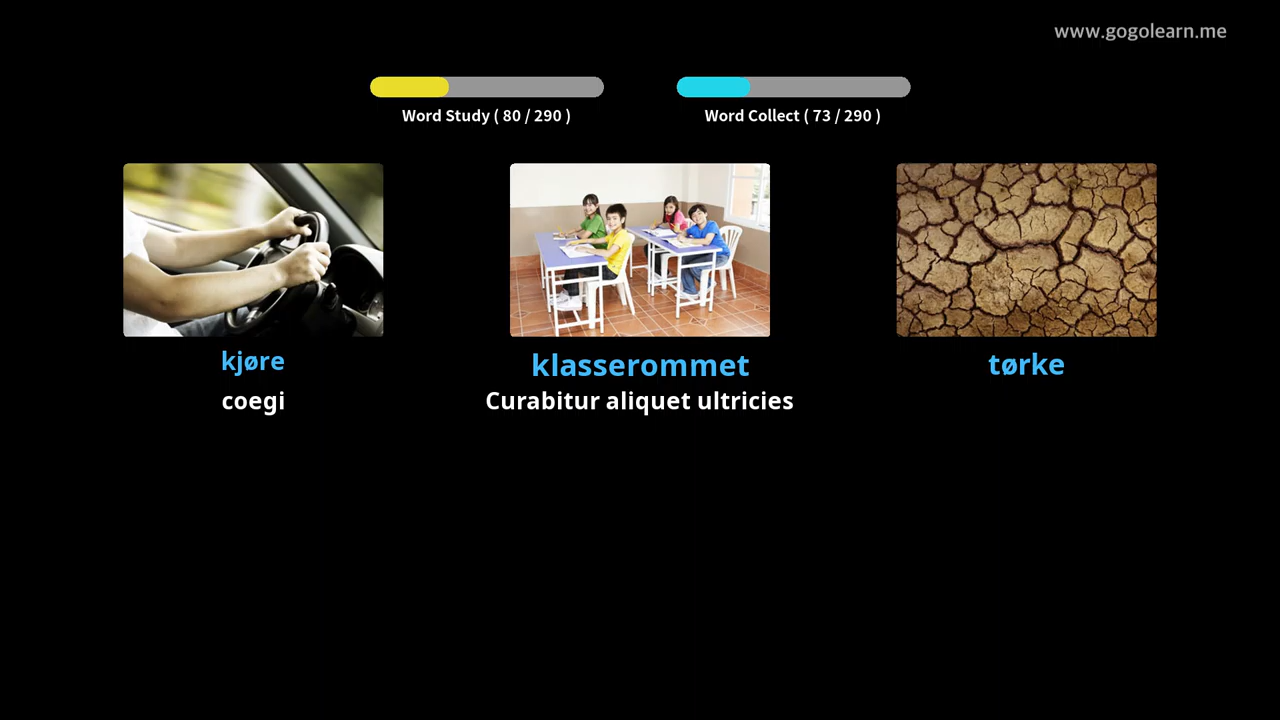 www.gogolearn.me
Word Study ( 80 / 290 )
Word Collect ( 73 / 290 )
kjøre
klasserommet
tørke
coegi
Curabitur aliquet ultricies